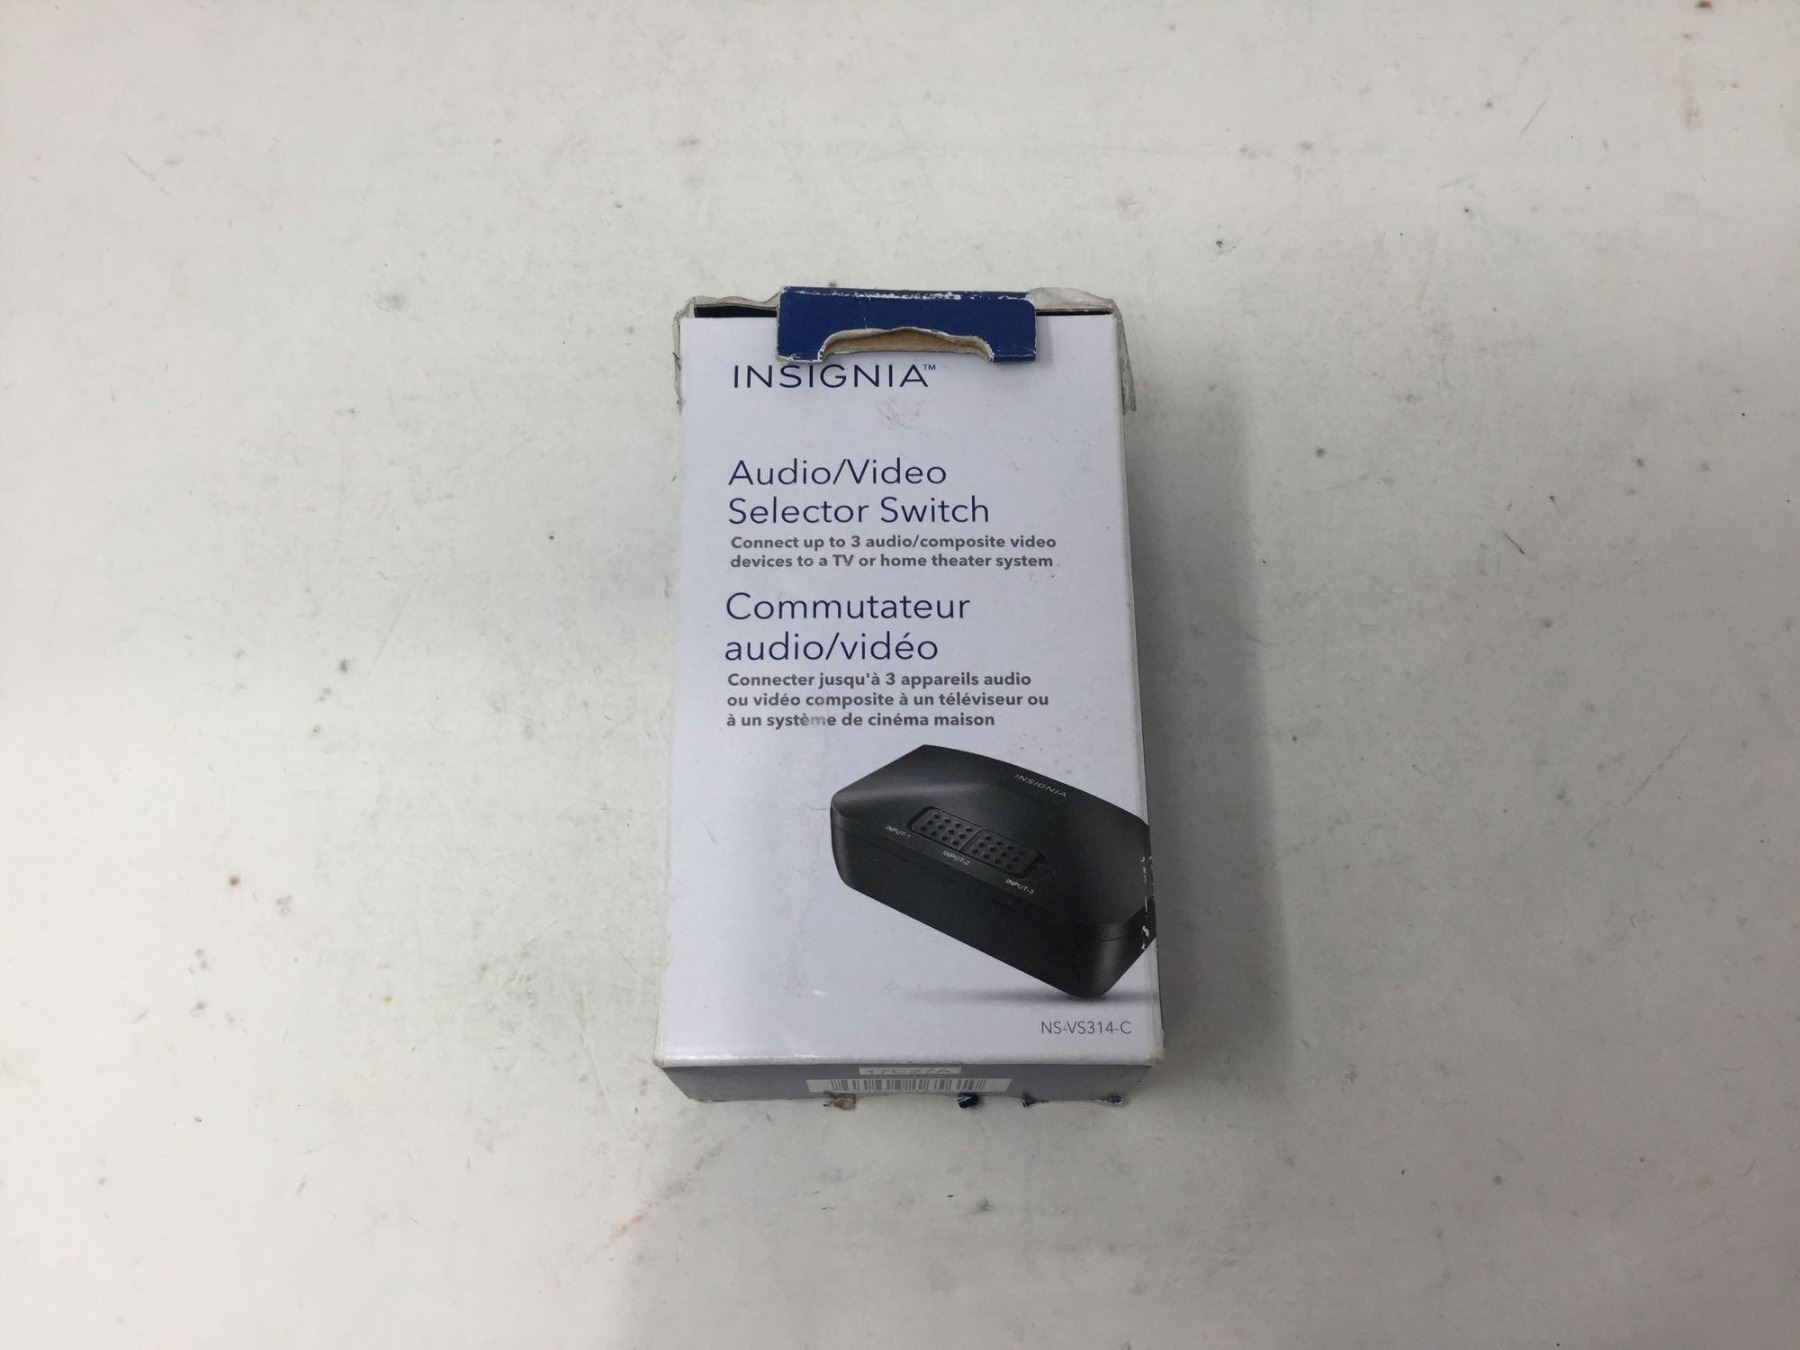 INSIGNIA™
Audio/Video
Selector Switch
Connect up to 3 audio/composite video
devices to a TV or home theater system
Commutateur
audio/vidéo
Connecter jusqu'à 3 appareils audio
ou vidéo composite à un téléviseur ou
à un système de cinéma maison
INSIGNIA
INPUT-1
INPUT-2
INPUT-3
NS-VS314-C